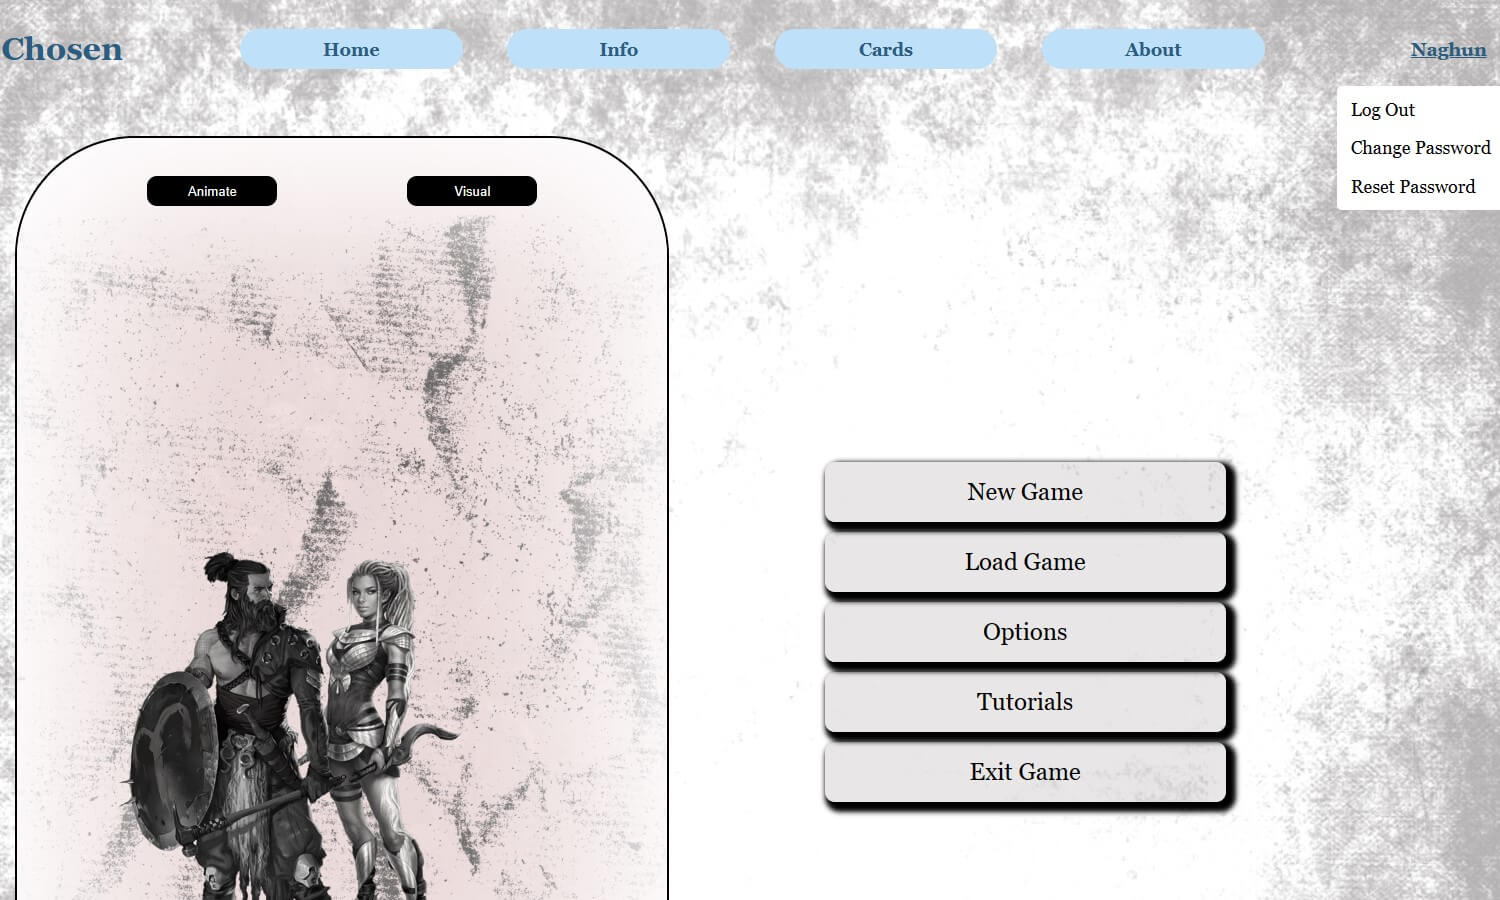 Chosen
Home
Info
Cards
About
Naghun
Log Out
Change Password
Reset Password
Animate
Visual
New Game
Load Game
Options
Tutorials
Exit Game